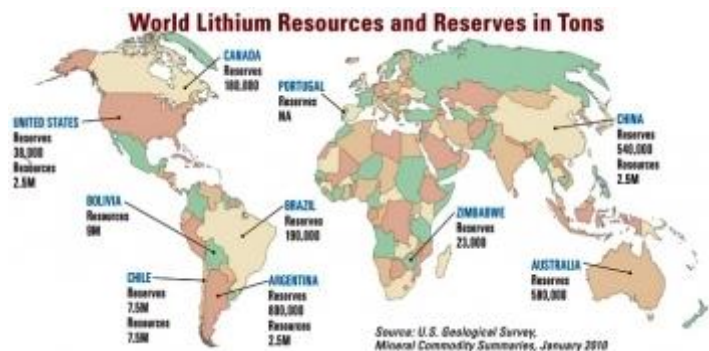 World Lithium Resources and Reserves in Tons
CANADA
Reserves
180,000
PORTUGAL
Reserves
NA
UNITED STATES
Reserves
38,000
Resources
2.5M
CHINA
Reserves
540,000
Resources
2.5M
BOLIVIA
Resources
9M
BRAZIL
Reserves
190,000
ZIMBABWE
Reserves
23,000
CHILE
Reserves
7.5M
Resources
7.5M
ARGENTINA
Reserves
800,000
Resources
2.5M
AUSTRALIA
Reserves
580,000
Source: U.S. Geological Survey,
Mineral Commodity Summaries, January 2010